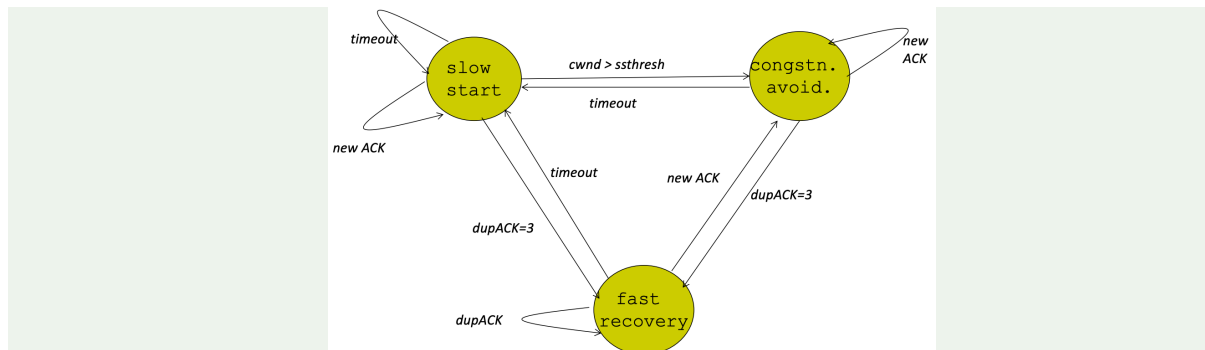 timeout
slow
start
new ACK
cwnd > ssthresh
timeout
congstn.
avoid.
new
ACK
timeout
new ACK
dupACK=3
dupACK=3
fast
recovery
dupACK